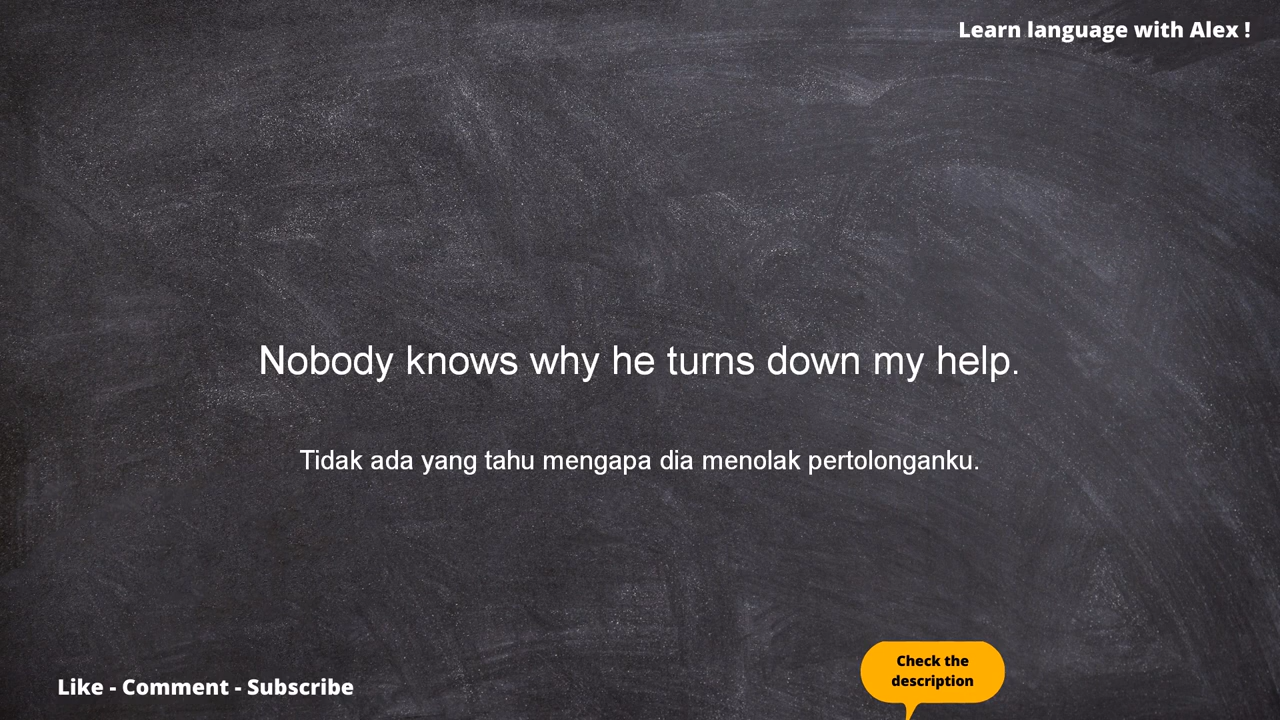 Learn language with Alex !
Nobody knows why he turns down my help.
Tidak ada yang tahu mengapa dia menolak pertolonganku.
Like - Comment - Subscribe
Check the
description